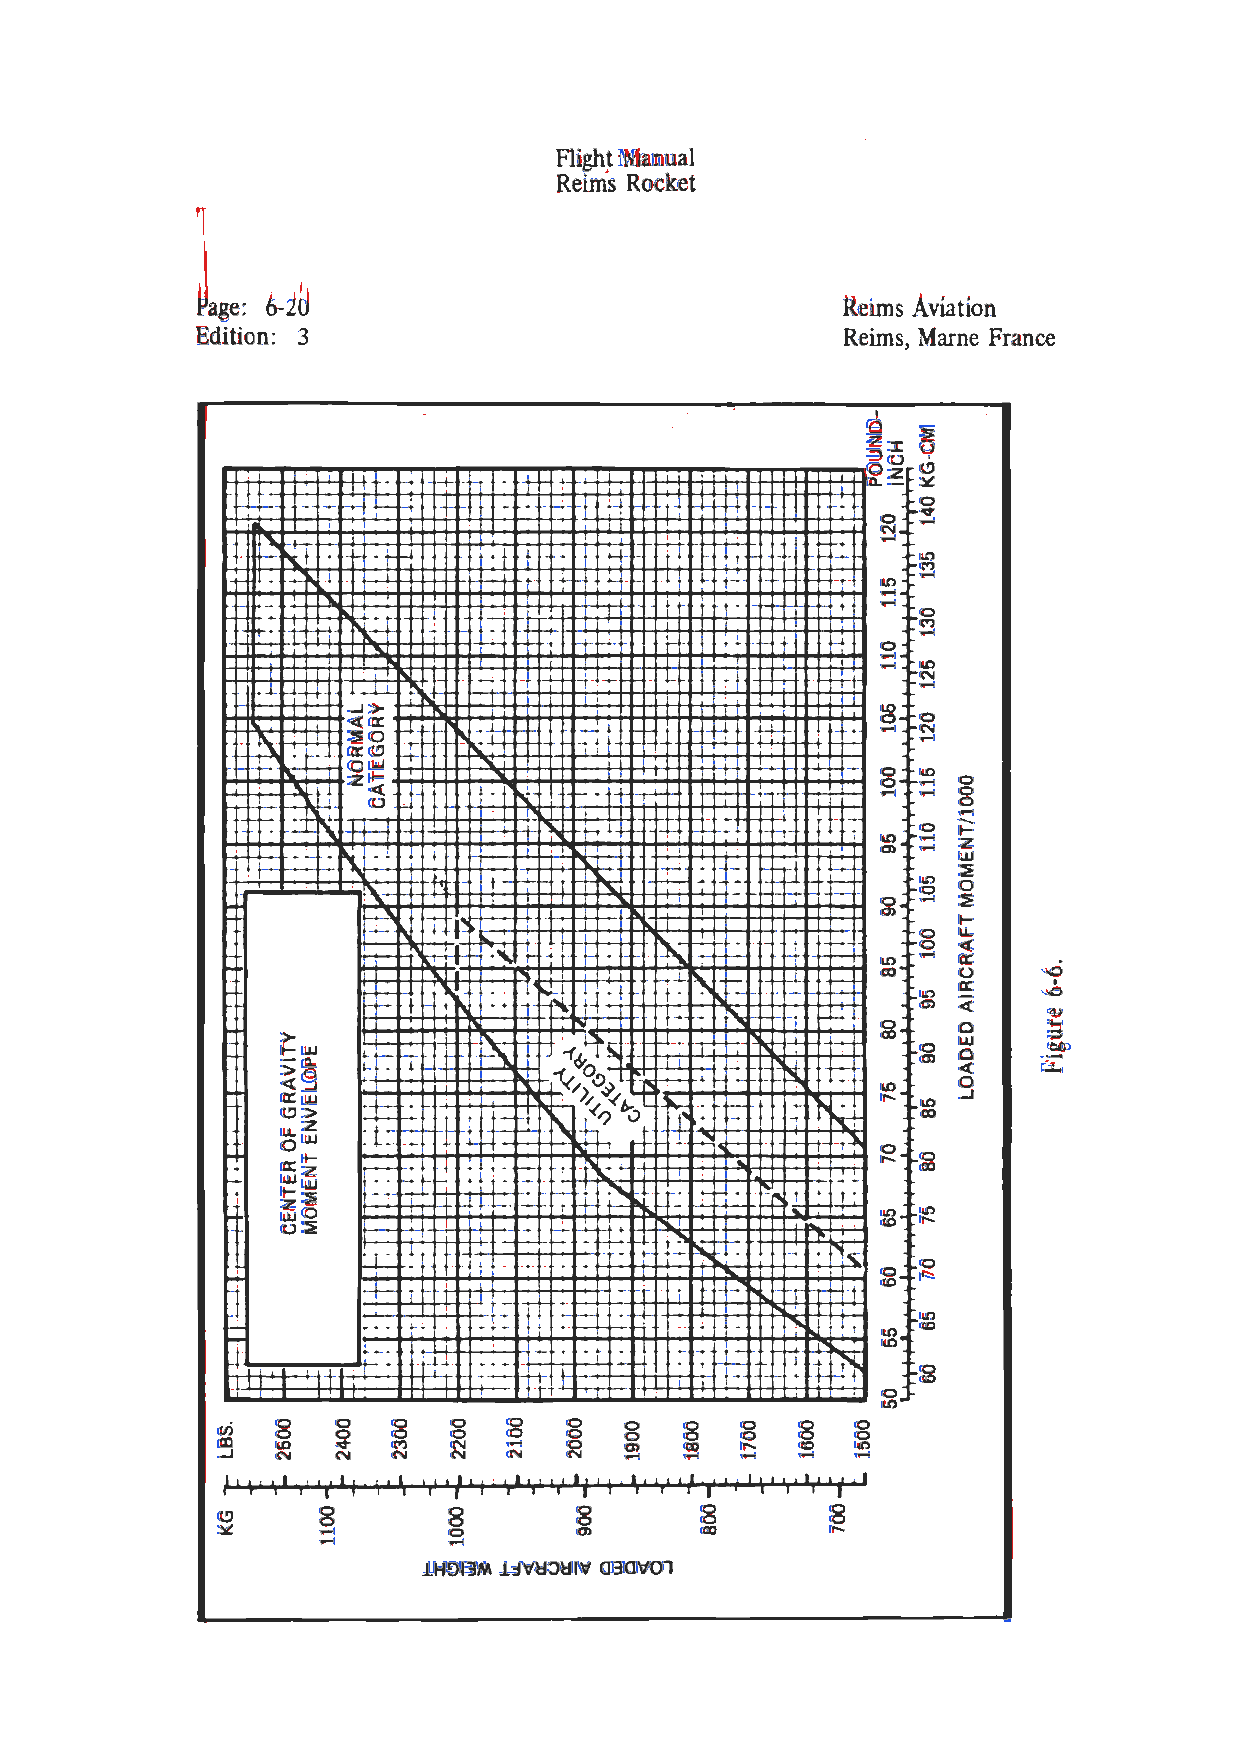 Flight Manual
Reims Rocket
Page: 6-20
Edition: 3
Reims Aviation
Reims, Marne France
CENTER OF GRAVITY
MOMENT ENVELOPE
NORMAL
CATEGORY
UTILITY
CATEGORY
LOADED AIRCRAFT WEIGHT
KG
700
800
900
1000
1100
LBS.
1500
1600
1700
1800
1900
2000
2100
2200
2300
2400
2500
50
55
60
65
70
75
80
85
90
95
100
105
110
115
120
POUND-
INCH
60
65
70
75
80
85
90
95
100
105
110
115
120
125
130
135
140 KG-CM
LOADED AIRCRAFT MOMENT/1000
Figure 6-6.